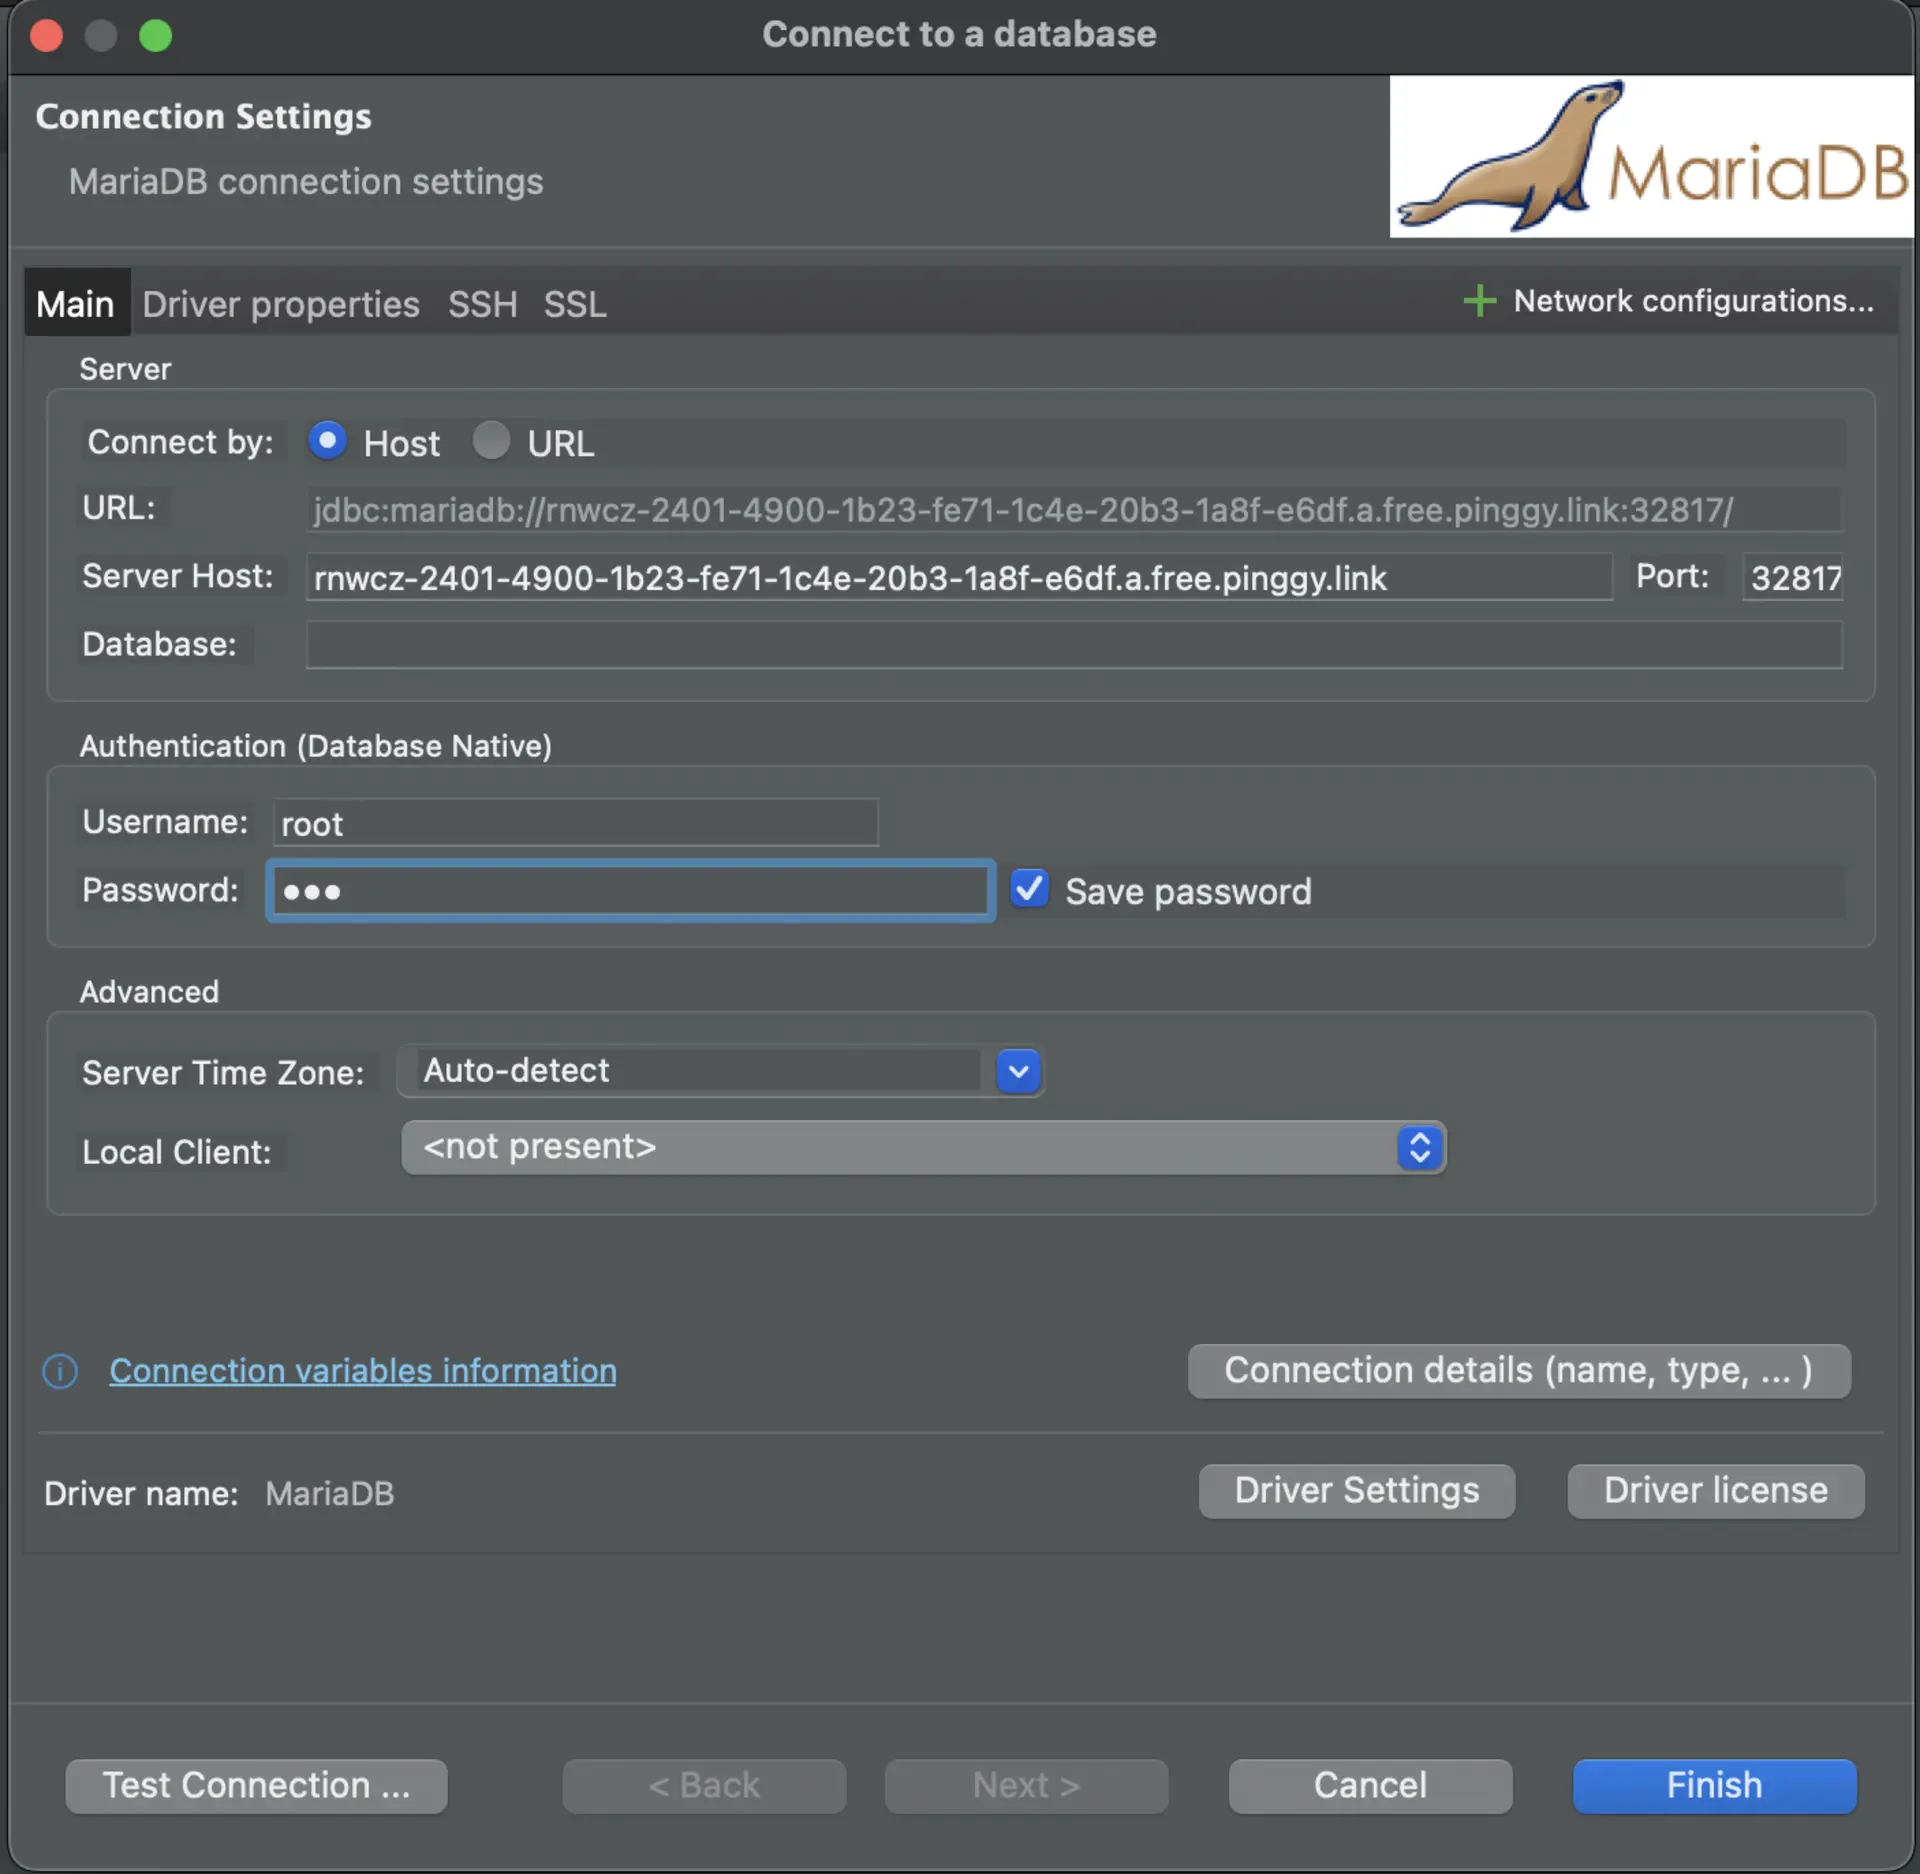 Connect to a database
Connection Settings
MariaDB connection settings
MariaDB
Main Driver properties SSH SSL Network configurations...
Server
Connect by: Host URL
URL: jdbc:mariadb://rnwcz-2401-4900-1b23-fe71-1c4e-20b3-1a8f-e6df.a.free.pinggy.link:32817/
Server Host: rnwcz-2401-4900-1b23-fe71-1c4e-20b3-1a8f-e6df.a.free.pinggy.link Port: 32817
Database:
Authentication (Database Native)
Username: root
Password: ••• Save password
Advanced
Server Time Zone: Auto-detect
Local Client: <not present>
Connection variables information Connection details (name, type, ... )
Driver name: MariaDB Driver Settings Driver license
Test Connection ... < Back Next > Cancel Finish